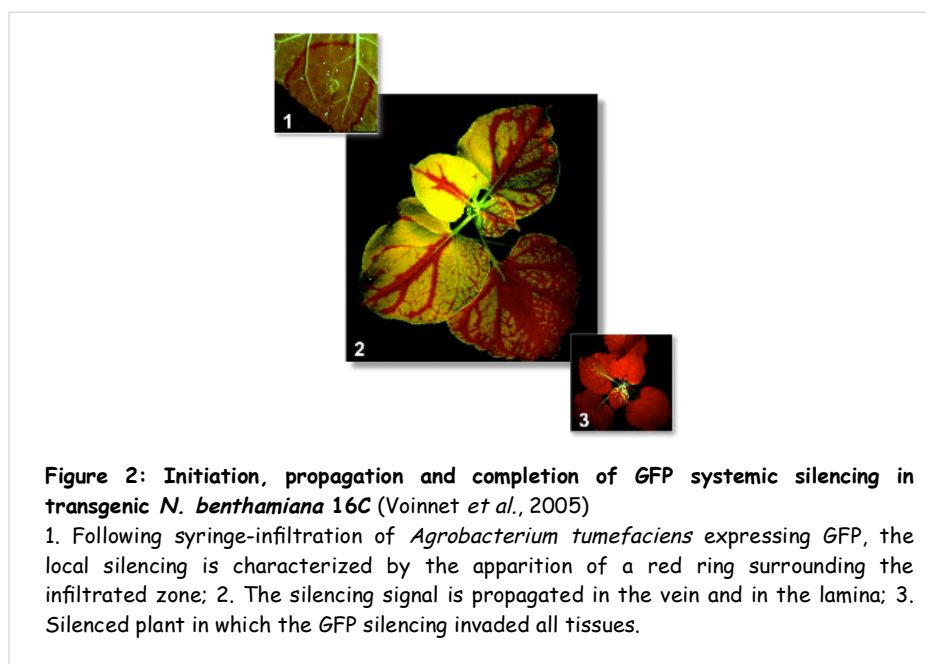 1
2
3
Figure 2: Initiation, propagation and completion of GFP systemic silencing in
transgenic N. benthamiana 16C (Voinnet et al., 2005)
1. Following syringe-infiltration of Agrobacterium tumefaciens expressing GFP, the
local silencing is characterized by the apparition of a red ring surrounding the
infiltrated zone; 2. The silencing signal is propagated in the vein and in the lamina; 3.
Silenced plant in which the GFP silencing invaded all tissues.